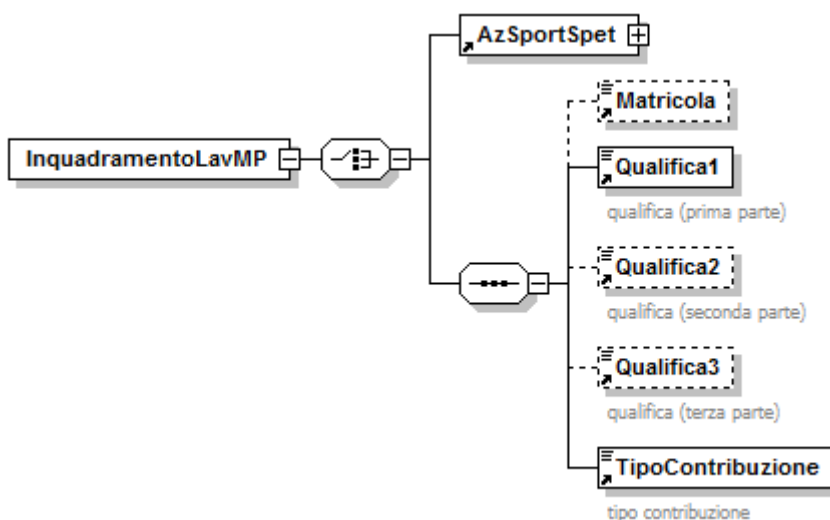 AzSportSpet
Matricola
InquadramentoLavMP
Qualifica1
qualifica (prima parte)
Qualifica2
qualifica (seconda parte)
Qualifica3
qualifica (terza parte)
TipoContribuzione
tipo contribuzione